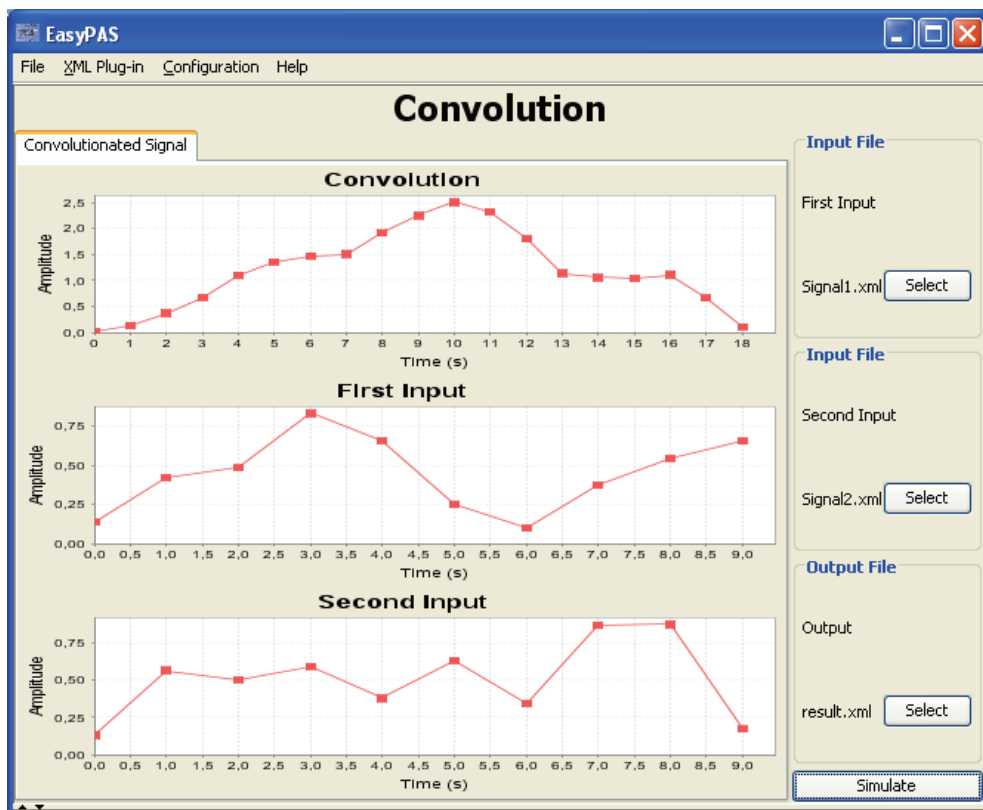 EasyPAS
File XML Plug-in Configuration Help
Convolution
Convolutionated Signal
Convolution
Amplitude
2,5
2,0
1,5
1,0
0,5
0,0
0 1 2 3 4 5 6 7 8 9 10 11 12 13 14 15 16 17 18
Time (s)
First Input
Amplitude
0,75
0,50
0,25
0,00
0,0 0,5 1,0 1,5 2,0 2,5 3,0 3,5 4,0 4,5 5,0 5,5 6,0 6,5 7,0 7,5 8,0 8,5 9,0
Time (s)
Second Input
Amplitude
0,75
0,50
0,25
0,00
0,0 0,5 1,0 1,5 2,0 2,5 3,0 3,5 4,0 4,5 5,0 5,5 6,0 6,5 7,0 7,5 8,0 8,5 9,0
Time (s)
Input File
First Input
Signal1.xml Select
Input File
Second Input
Signal2.xml Select
Output File
Output
result.xml Select
Simulate